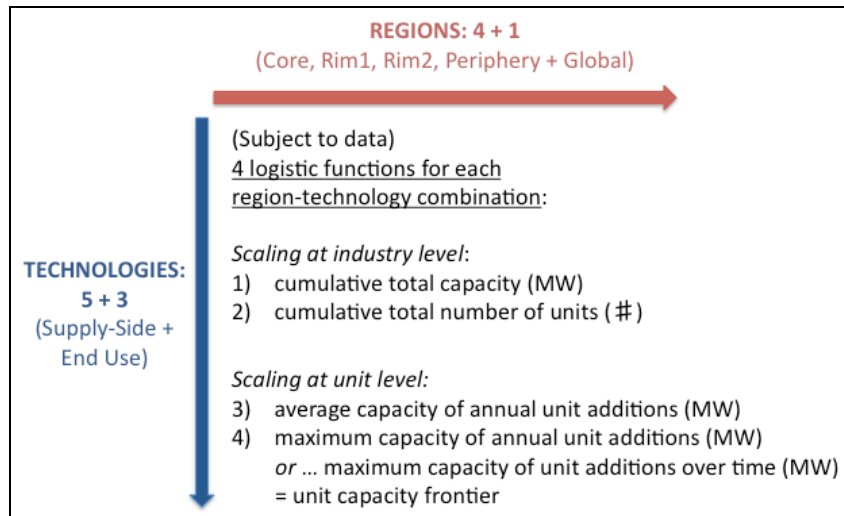 REGIONS: 4 + 1
(Core, Rim1, Rim2, Periphery + Global)
(Subject to data)
4 logistic functions for each
region-technology combination:
Scaling at industry level:
1) cumulative total capacity (MW)
2) cumulative total number of units (#)
TECHNOLOGIES:
5 + 3
(Supply-Side +
End Use)
Scaling at unit level:
3) average capacity of annual unit additions (MW)
4) maximum capacity of annual unit additions (MW)
or ... maximum capacity of unit additions over time (MW)
= unit capacity frontier